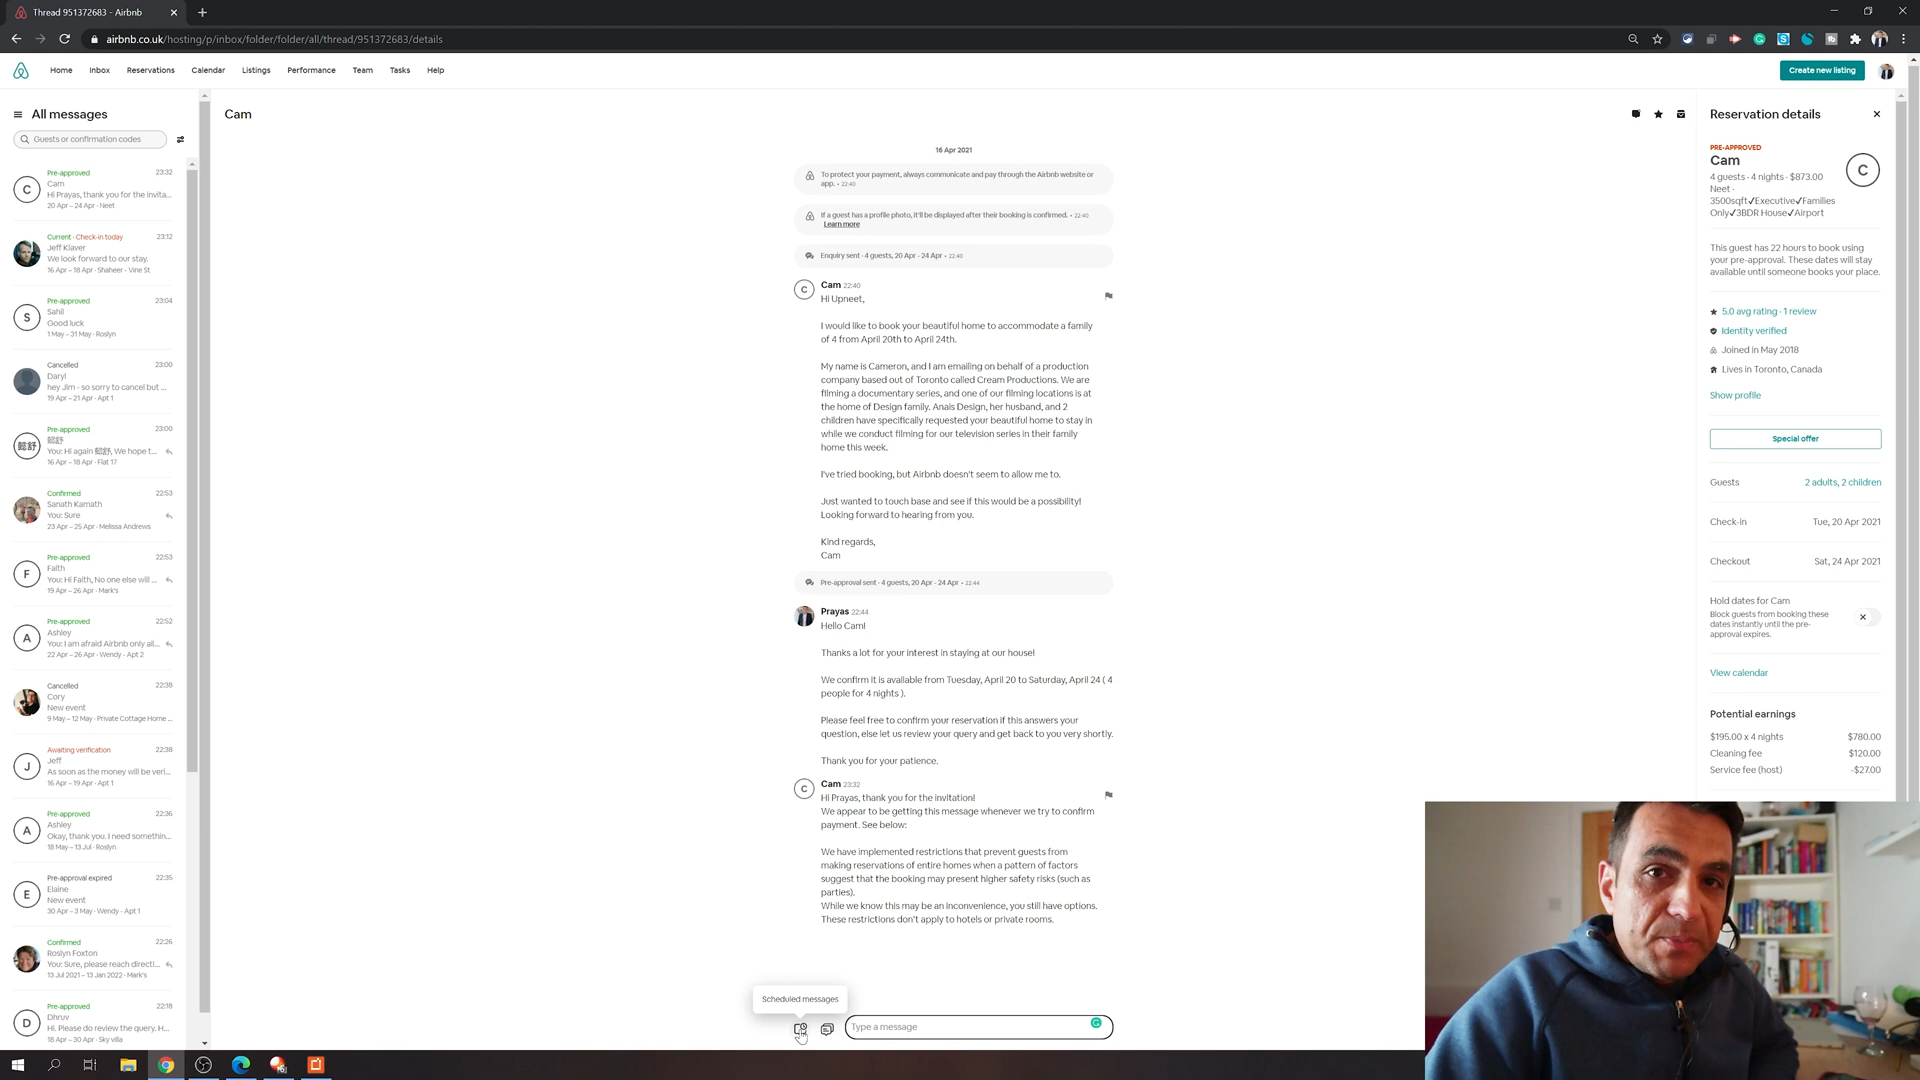 Thread 951372683 - Airbnb
airbnb.co.uk/hosting/p/inbox/folder/folder/all/thread/951372683/details
Home
Inbox
Reservations
Calendar
Listings
Performance
Team
Tasks
Help
Create new listing
All messages
Guests or confirmation codes
Pre-approved 23:32
C
Cam
Hi Prayas, thank you for the invita...
20 Apr – 24 Apr · Neet
Current · Check-in today 23:12
Jeff Klaver
We look forward to our stay.
16 Apr – 18 Apr · Shaheer - Vine St
Pre-approved 23:04
S
Sahil
Good luck
1 May – 31 May · Roslyn
Cancelled 23:00
Daryl
hey Jim - so sorry to cancel but ...
19 Apr – 21 Apr · Apt 1
Pre-approved 23:00
懿舒
懿舒
You: Hi again 懿舒, We hope t...
16 Apr – 18 Apr · Flat 17
Confirmed 22:53
Sanath Kamath
You: Sure
23 Apr – 25 Apr · Melissa Andrews
Pre-approved 22:53
F
Faith
You: Hi Faith, No one else will ...
19 Apr – 26 Apr · Mark's
Pre-approved 22:52
A
Ashley
You: I am afraid Airbnb only all...
22 Apr – 26 Apr · Wendy - Apt 2
Cancelled 22:38
Cory
New event
9 May – 12 May · Private Cottage Home ...
Awaiting verification 22:38
J
Jeff
As soon as the money will be veri...
16 Apr – 19 Apr · Apt 1
Pre-approved 22:36
A
Ashley
Okay, thank you. I need somethin...
18 May – 13 Jul · Roslyn
Pre-approval expired 22:35
E
Elaine
New event
30 Apr – 3 May · Wendy - Apt 1
Confirmed 22:26
Roslyn Foxton
You: Sure, please reach directl...
13 Jul 2021 – 13 Jan 2022 · Mark's
Pre-approved 22:18
D
Dhruv
Hi. Please do review the query. H...
18 Apr – 30 Apr · Sky villa
Cam
16 Apr 2021
To protect your payment, always communicate and pay through the Airbnb website or
app. • 22:40
If a guest has a profile photo, it'll be displayed after their booking is confirmed. • 22:40
Learn more
Enquiry sent · 4 guests, 20 Apr - 24 Apr • 22:40
C
Cam 22:40
Hi Upneet,
I would like to book your beautiful home to accommodate a family
of 4 from April 20th to April 24th.
My name is Cameron, and I am emailing on behalf of a production
company based out of Toronto called Cream Productions. We are
filming a documentary series, and one of our filming locations is at
the home of Design family. Anais Design, her husband, and 2
children have specifically requested your beautiful home to stay in
while we conduct filming for our television series in their family
home this week.
I've tried booking, but Airbnb doesn't seem to allow me to.
Just wanted to touch base and see if this would be a possibility!
Looking forward to hearing from you.
Kind regards,
Cam
Pre-approval sent · 4 guests, 20 Apr - 24 Apr • 22:44
Prayas 22:44
Hello Cam!
Thanks a lot for your interest in staying at our house!
We confirm it is available from Tuesday, April 20 to Saturday, April 24 ( 4
people for 4 nights ).
Please feel free to confirm your reservation if this answers your
question, else let us review your query and get back to you very shortly.
Thank you for your patience.
C
Cam 23:32
Hi Prayas, thank you for the invitation!
We appear to be getting this message whenever we try to confirm
payment. See below:
We have implemented restrictions that prevent guests from
making reservations of entire homes when a pattern of factors
suggest that the booking may present higher safety risks (such as
parties).
While we know this may be an inconvenience, you still have options.
These restrictions don't apply to hotels or private rooms.
Scheduled messages
Type a message
Reservation details
PRE-APPROVED
Cam
C
4 guests · 4 nights · $873.00
Neet ·
3500sqft✓Executive✓Families
Only✓3BDR House✓Airport
This guest has 22 hours to book using
your pre-approval. These dates will stay
available until someone books your place.
5.0 avg rating · 1 review
Identity verified
Joined in May 2018
Lives in Toronto, Canada
Show profile
Special offer
Guests 2 adults, 2 children
Check-in Tue, 20 Apr 2021
Checkout Sat, 24 Apr 2021
Hold dates for Cam
Block guests from booking these
dates instantly until the pre-
approval expires.
View calendar
Potential earnings
$195.00 x 4 nights $780.00
Cleaning fee $120.00
Service fee (host) -$27.00